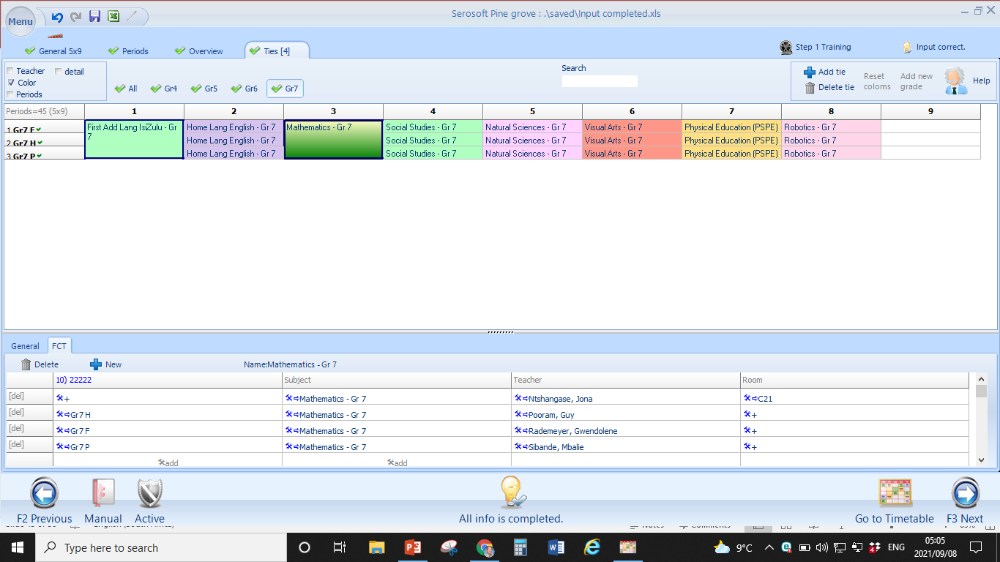 Serosoft Pine grove : .\saved\Input completed.xls
Menu
General 5x9 Periods Overview Ties [4] Step 1 Training Input correct.
Teacher detail
Color
Periods
All Gr4 Gr5 Gr6 Gr7
Search
Add tie
Delete tie
Reset coloms
Add new grade
Help
Periods=45 (5x9) 1 2 3 4 5 6 7 8 9
1 Gr7 F First Add Lang IsiZulu - Gr 7 Home Lang English - Gr 7 Mathematics - Gr 7 Social Studies - Gr 7 Natural Sciences - Gr 7 Visual Arts - Gr 7 Physical Education (PSPE) Robotics - Gr 7
2 Gr7 H Home Lang English - Gr 7 Social Studies - Gr 7 Natural Sciences - Gr 7 Visual Arts - Gr 7 Physical Education (PSPE) Robotics - Gr 7
3 Gr7 P Home Lang English - Gr 7 Social Studies - Gr 7 Natural Sciences - Gr 7 Visual Arts - Gr 7 Physical Education (PSPE) Robotics - Gr 7
General FCT
Delete New Name:Mathematics - Gr 7
10) 22222 Subject Teacher Room
[del] + Mathematics - Gr 7 Ntshangase, Jona C21
[del] Gr7 H Mathematics - Gr 7 Pooram, Guy +
[del] Gr7 F Mathematics - Gr 7 Rademeyer, Gwendolene +
[del] Gr7 P Mathematics - Gr 7 Sibande, Mbalie +
add add
F2 Previous Manual Active All info is completed. Go to Timetable F3 Next
Type here to search
9°C ENG 05:05
2021/09/08